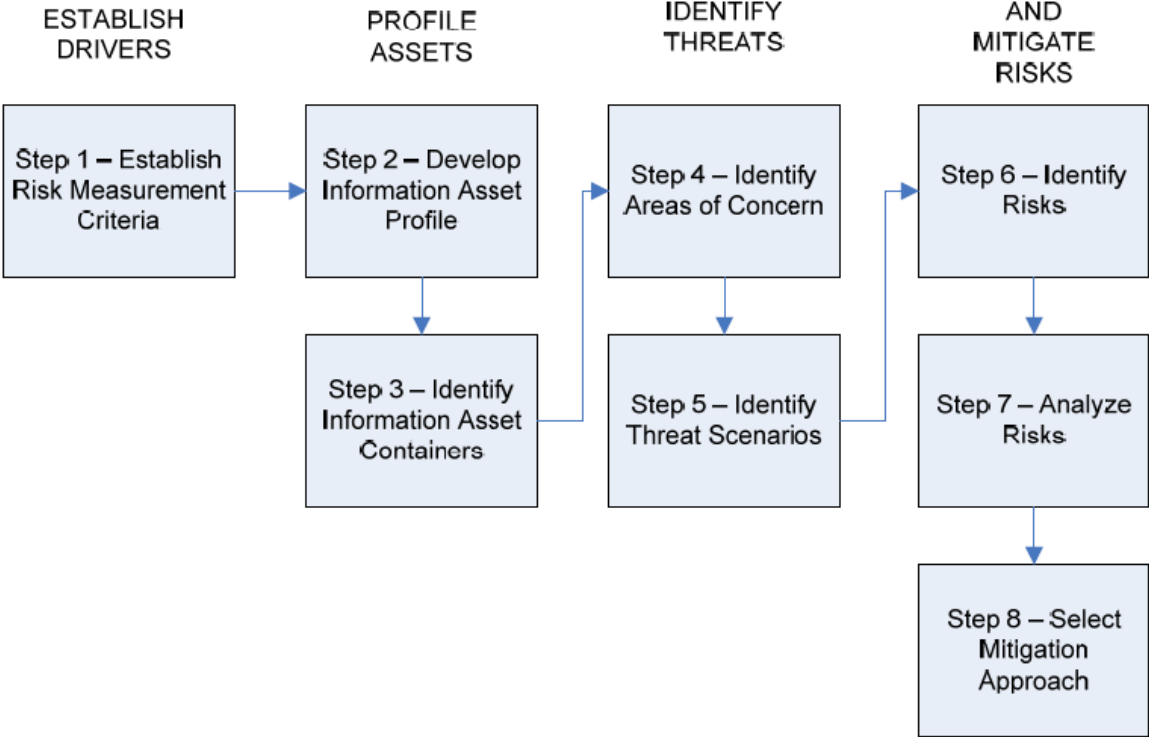 ESTABLISH
DRIVERS
PROFILE
ASSETS
IDENTIFY
THREATS
AND
MITIGATE
RISKS
Step 1 – Establish
Risk Measurement
Criteria
Step 2 – Develop
Information Asset
Profile
Step 3 – Identify
Information Asset
Containers
Step 4 – Identify
Areas of Concern
Step 5 – Identify
Threat Scenarios
Step 6 – Identify
Risks
Step 7 – Analyze
Risks
Step 8 – Select
Mitigation
Approach